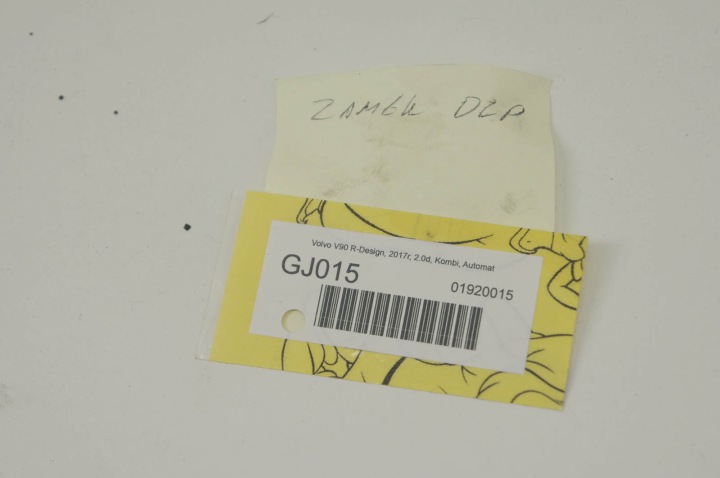 ZAMEK DZP
Volvo V90 R-Design, 2017r, 2.0d, Kombi, Automat
GJ015
01920015